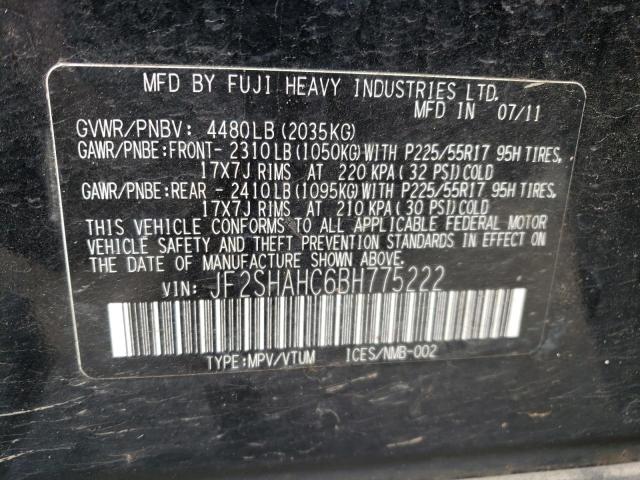 MFD BY FUJI HEAVY INDUSTRIES LTD.
MFD IN 07/11
GVWR/PNBV: 4480LB(2035KG)
GAWR/PNBE:FRONT- 2310LB(1050KG)WITH P225/55R17 95H TIRES,
17X7J RIMS AT 220 KPA( 32 PSI)COLD
GAWR/PNBE:REAR - 2410LB(1095KG)WITH P225/55R17 95H TIRES,
17X7J RIMS AT 210 KPA( 30 PSI)COLD
THIS VEHICLE CONFORMS TO ALL APPLICABLE FEDERAL MOTOR
VEHICLE SAFETY AND THEFT PREVENTION STANDARDS IN EFFECT ON
THE DATE OF MANUFACTURE SHOWN ABOVE.
VIN: JF2SHAHC6BH775222
TYPE:MPV/VTUM ICES/NMB-002